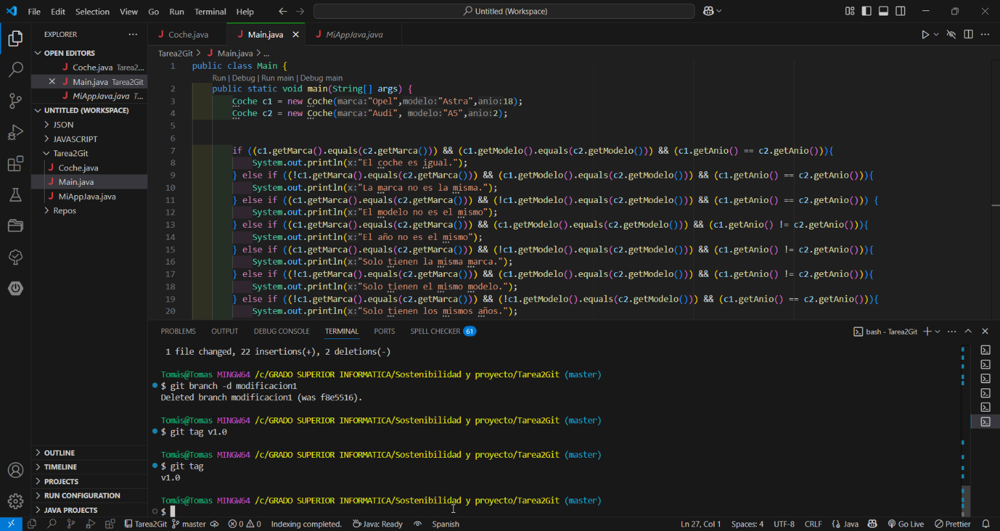 File Edit Selection View Go Run Terminal Help
Untitled (Workspace)
EXPLORER
OPEN EDITORS
Coche.java Tarea2...
Main.java Tarea2Git
MiAppJava.java T...
UNTITLED (WORKSPACE)
JSON
JAVASCRIPT
Tarea2Git
Coche.java
Main.java
MiAppJava.java
Repos
OUTLINE
TIMELINE
PROJECTS
RUN CONFIGURATION
JAVA PROJECTS
Coche.java Main.java MiAppJava.java
Tarea2Git > Main.java > ...
1 public class Main {
Run | Debug | Run main | Debug main
2 public static void main(String[] args) {
3 Coche c1 = new Coche(marca:"Opel",modelo:"Astra",anio:18);
4 Coche c2 = new Coche(marca:"Audi", modelo:"A5",anio:2);
5
6
7 if ((c1.getMarca().equals(c2.getMarca())) && (c1.getModelo().equals(c2.getModelo())) && (c1.getAnio() == c2.getAnio())){
8 System.out.println(x:"El coche es igual.");
9 } else if ((!c1.getMarca().equals(c2.getMarca())) && (c1.getModelo().equals(c2.getModelo())) && (c1.getAnio() == c2.getAnio())){
10 System.out.println(x:"La marca no es la misma.");
11 } else if ((c1.getMarca().equals(c2.getMarca())) && (!c1.getModelo().equals(c2.getModelo())) && (c1.getAnio() == c2.getAnio())) {
12 System.out.println(x:"El modelo no es el mismo");
13 } else if ((c1.getMarca().equals(c2.getMarca())) && (c1.getModelo().equals(c2.getModelo())) && (c1.getAnio() != c2.getAnio())){
14 System.out.println(x:"El año no es el mismo");
15 } else if ((c1.getMarca().equals(c2.getMarca())) && (!c1.getModelo().equals(c2.getModelo())) && (c1.getAnio() != c2.getAnio())){
16 System.out.println(x:"Solo tienen la misma marca.");
17 } else if ((!c1.getMarca().equals(c2.getMarca())) && (c1.getModelo().equals(c2.getModelo())) && (c1.getAnio() != c2.getAnio())){
18 System.out.println(x:"Solo tienen el mismo modelo.");
19 } else if ((!c1.getMarca().equals(c2.getMarca())) && (!c1.getModelo().equals(c2.getModelo())) && (c1.getAnio() == c2.getAnio())){
20 System.out.println(x:"Solo tienen los mismos años.");
PROBLEMS OUTPUT DEBUG CONSOLE TERMINAL PORTS SPELL CHECKER 61
bash - Tarea2Git
1 file changed, 22 insertions(+), 2 deletions(-)
Tomás@Tomas MINGW64 /c/GRADO SUPERIOR INFORMATICA/Sostenibilidad y proyecto/Tarea2Git (master)
$ git branch -d modificacion1
Deleted branch modificacion1 (was f8e5516).
Tomás@Tomas MINGW64 /c/GRADO SUPERIOR INFORMATICA/Sostenibilidad y proyecto/Tarea2Git (master)
$ git tag v1.0
Tomás@Tomas MINGW64 /c/GRADO SUPERIOR INFORMATICA/Sostenibilidad y proyecto/Tarea2Git (master)
$ git tag
v1.0
Tomás@Tomas MINGW64 /c/GRADO SUPERIOR INFORMATICA/Sostenibilidad y proyecto/Tarea2Git (master)
$
Tarea2Git master 0 0 Indexing completed. Java: Ready Spanish Ln 27, Col 1 Spaces: 4 UTF-8 CRLF Java Go Live Prettier